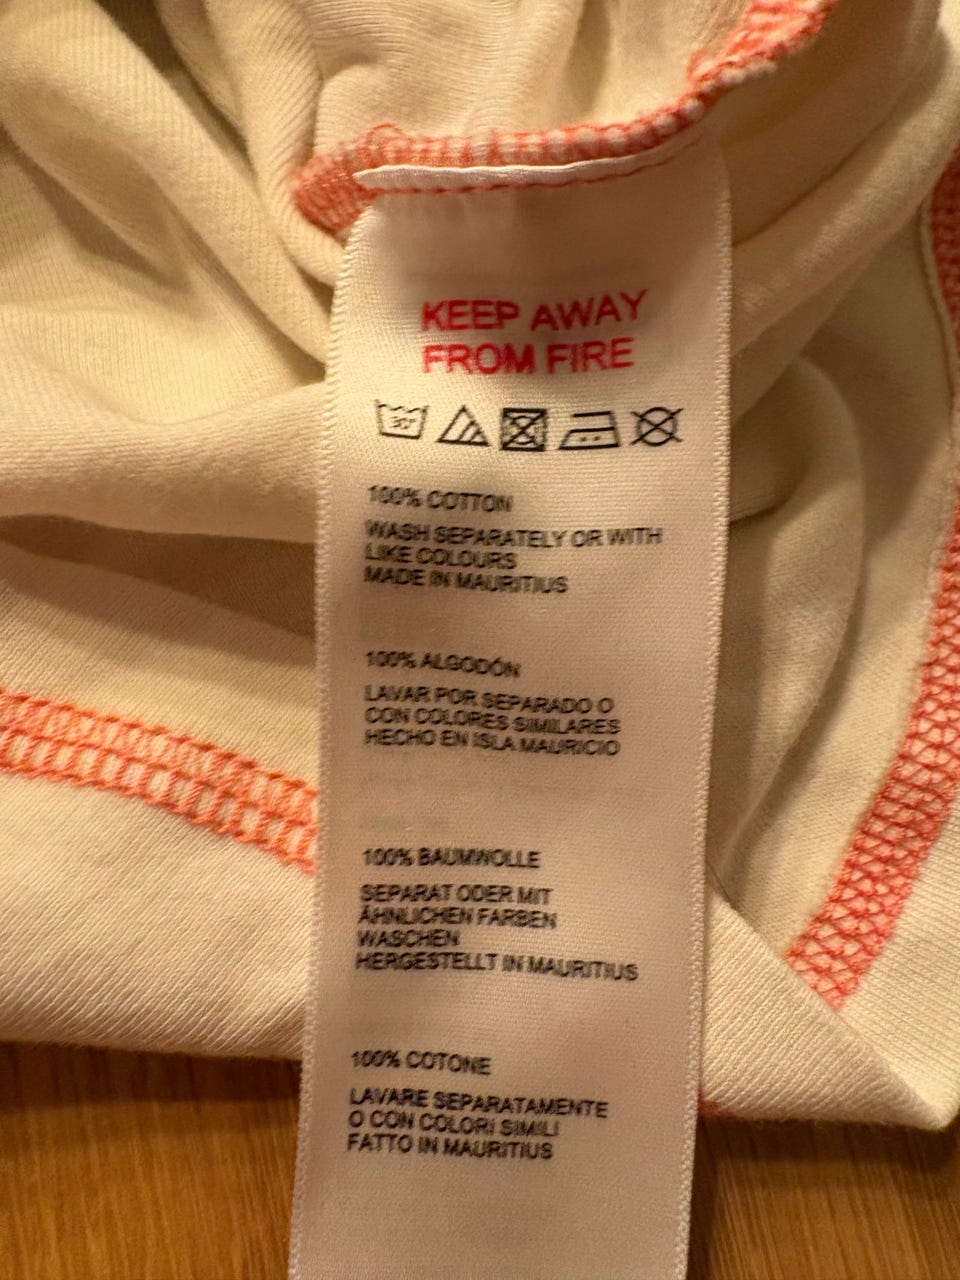 KEEP AWAY
FROM FIRE
30°
100% COTTON
WASH SEPARATELY OR WITH
LIKE COLOURS
MADE IN MAURITIUS
100% ALGODÓN
LAVAR POR SEPARADO O
CON COLORES SIMILARES
HECHO EN ISLA MAURICIO
100% BAUMWOLLE
SEPARAT ODER MIT
ÄHNLICHEN FARBEN
WASCHEN
HERGESTELLT IN MAURITIUS
100% COTONE
LAVARE SEPARATAMENTE
O CON COLORI SIMILI
FATTO IN MAURITIUS